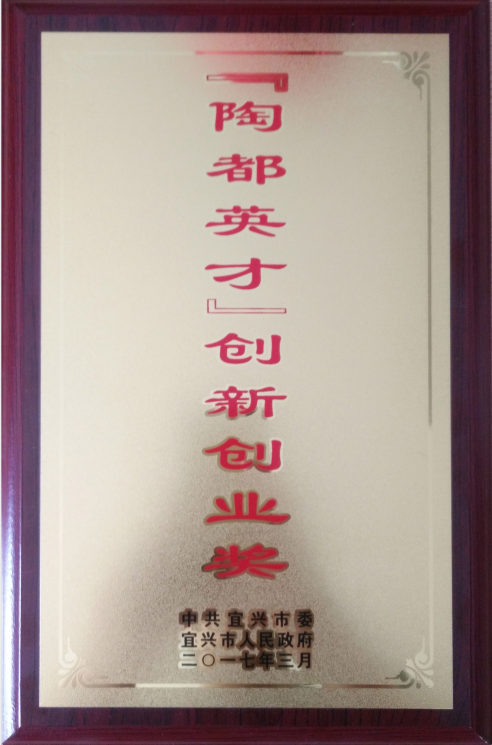 『陶都英才』创新创业奖
中共宜兴市委
宜兴市人民政府
二〇一七年三月